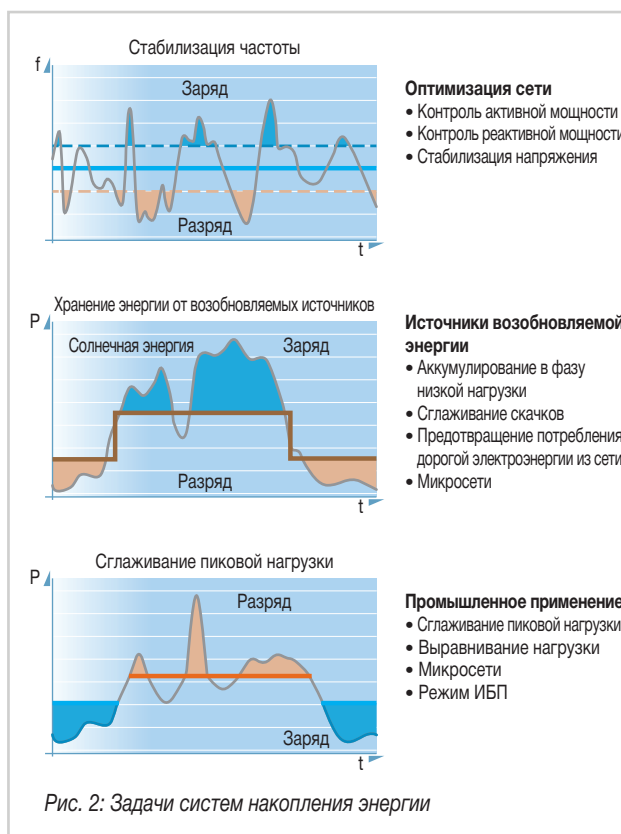 Стабилизация частоты
f
Заряд
Разряд
t
Оптимизация сети
• Контроль активной мощности
• Контроль реактивной мощности
• Стабилизация напряжения
Хранение энергии от возобновляемых источников
P
Солнечная энергия
Заряд
Разряд
t
Источники возобновляемой
энергии
• Аккумулирование в фазу
низкой нагрузки
• Сглаживание скачков
• Предотвращение потребления
дорогой электроэнергии из сети
• Микросети
Сглаживание пиковой нагрузки
P
Разряд
Заряд
t
Промышленное применение
• Сглаживание пиковой нагрузки
• Выравнивание нагрузки
• Микросети
• Режим ИБП
Рис. 2: Задачи систем накопления энергии